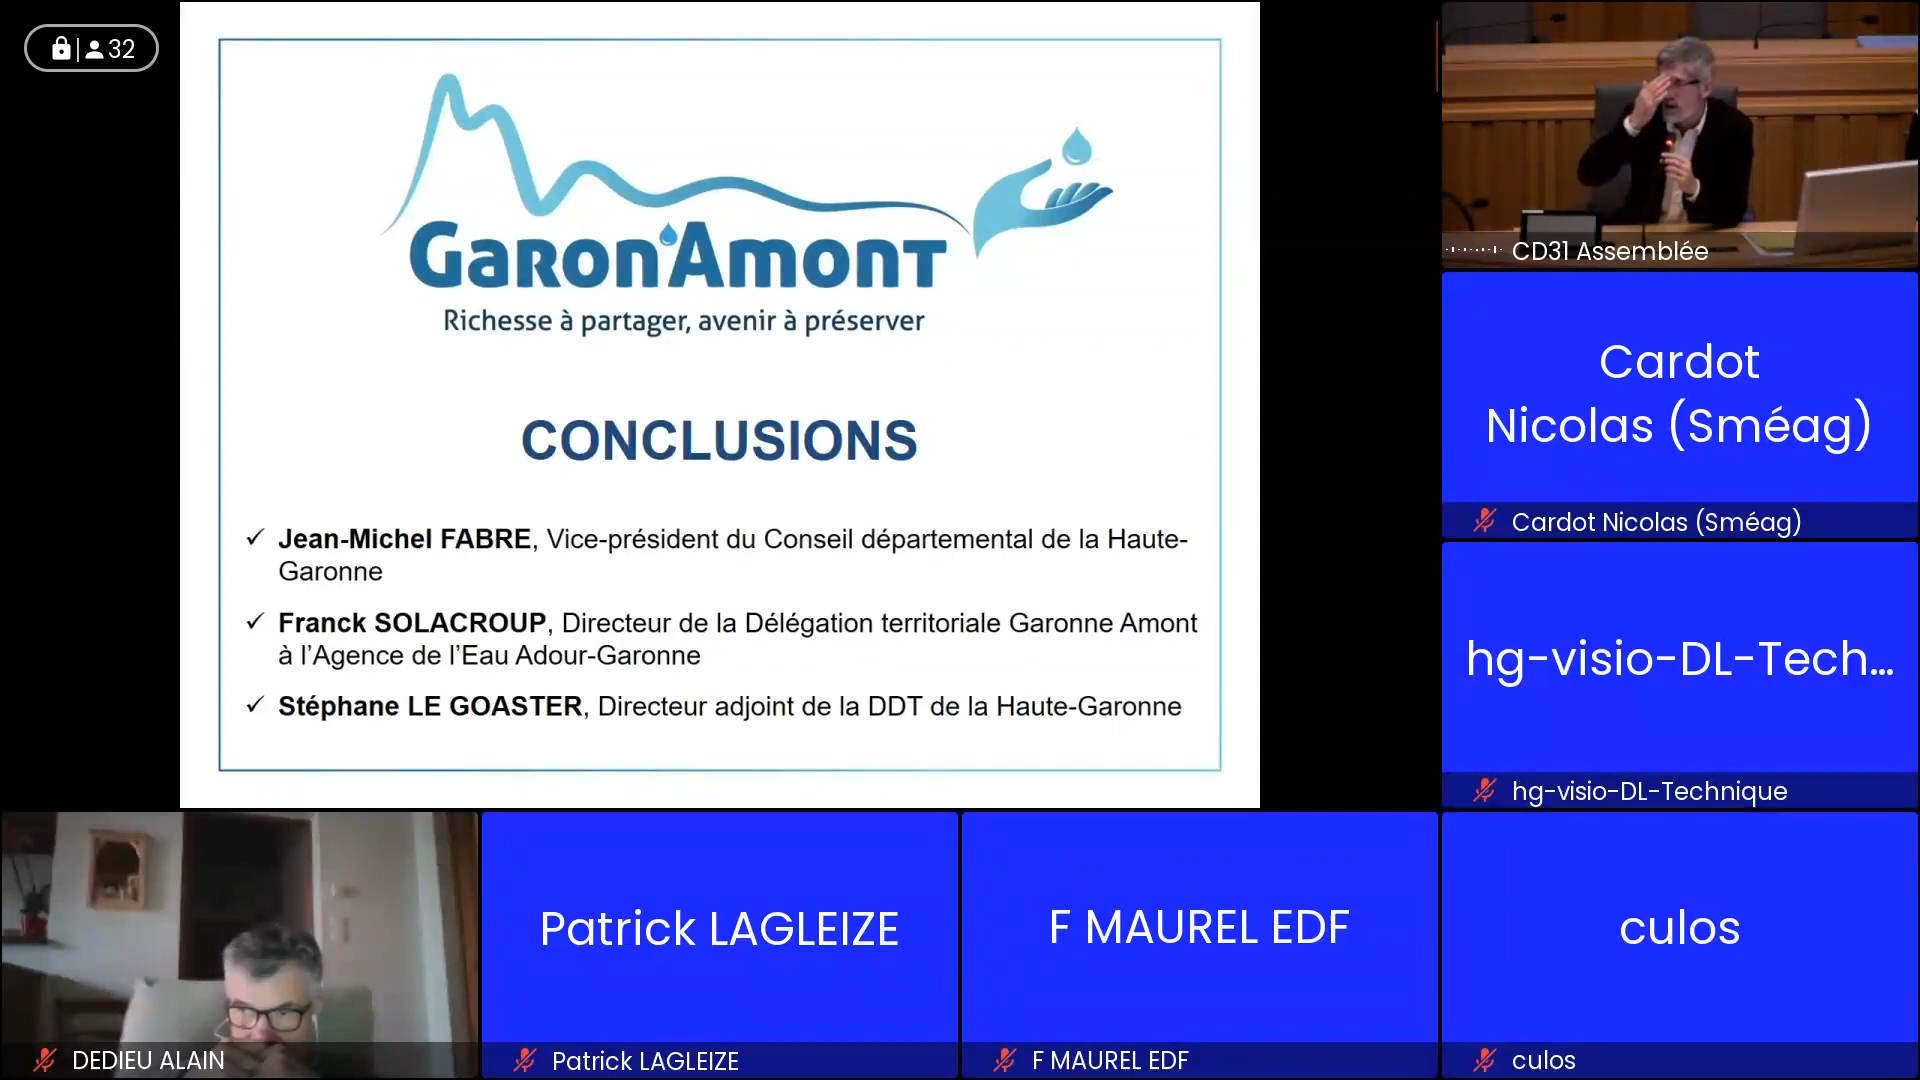 32
GARON'AMONT
Richesse à partager, avenir à préserver
CONCLUSIONS
✓ Jean-Michel FABRE, Vice-président du Conseil départemental de la Haute-
Garonne
✓ Franck SOLACROUP, Directeur de la Délégation territoriale Garonne Amont
à l’Agence de l’Eau Adour-Garonne
✓ Stéphane LE GOASTER, Directeur adjoint de la DDT de la Haute-Garonne
CD31 Assemblée
Cardot
Nicolas (Sméag)
Cardot Nicolas (Sméag)
hg-visio-DL-Tech...
hg-visio-DL-Technique
DEDIEU ALAIN
Patrick LAGLEIZE
Patrick LAGLEIZE
F MAUREL EDF
F MAUREL EDF
culos
culos